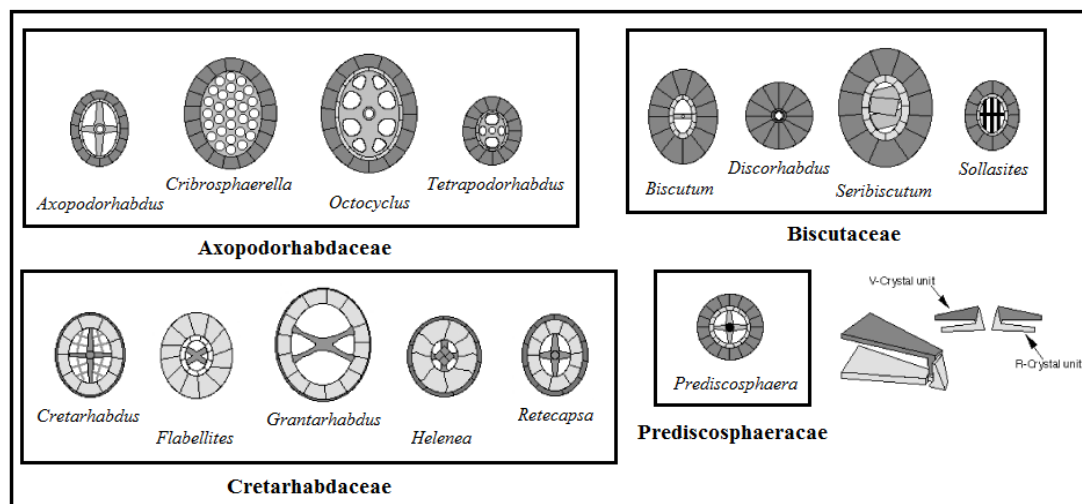 Axopodorhabdus
Cribrosphaerella
Octocyclus
Tetrapodorhabdus
Axopodorhabdaceae
Biscutum
Discorhabdus
Seribiscutum
Sollasites
Biscutaceae
Cretarhabdus
Flabellites
Grantarhabdus
Helenea
Retecapsa
Cretarhabdaceae
Prediscosphaera
Prediscosphaeracae
V-Crystal unit
R-Crystal unit